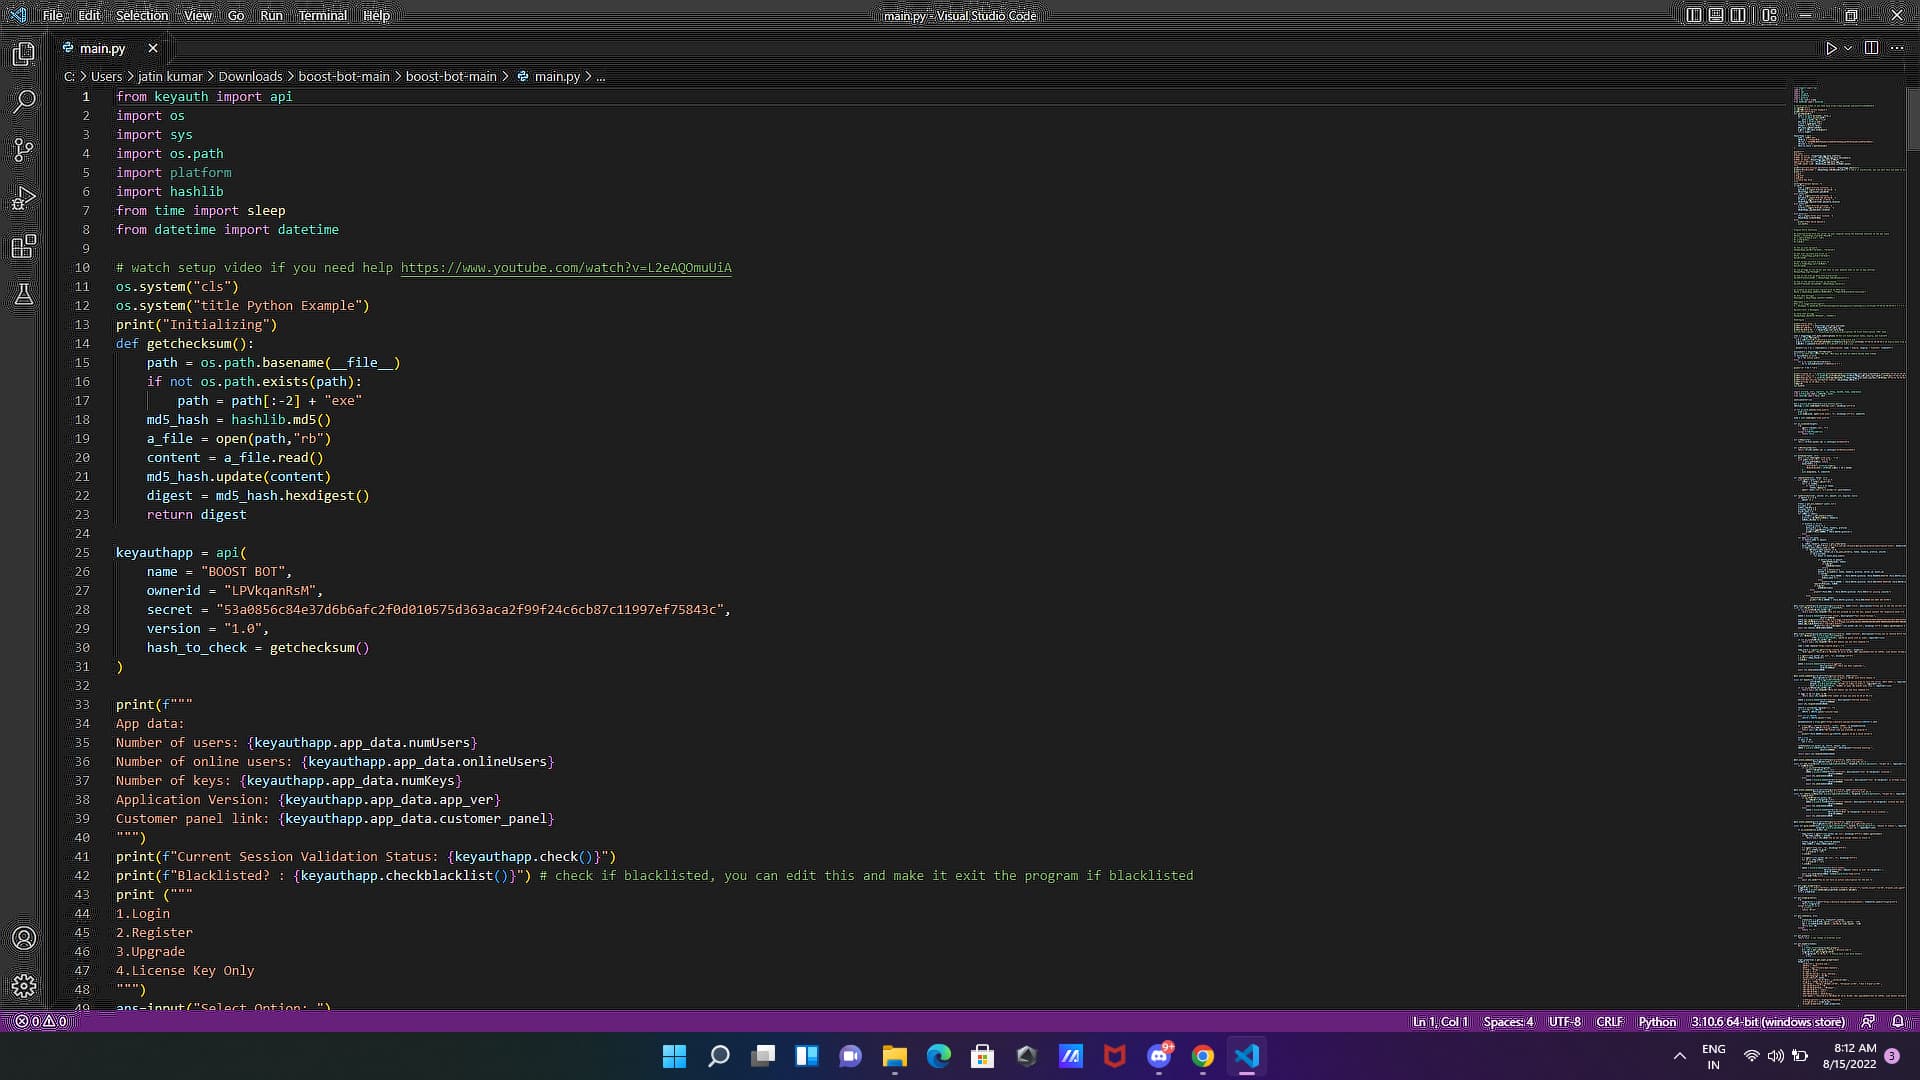 File Edit Selection View Go Run Terminal Help
main.py - Visual Studio Code
main.py
C: > Users > jatin kumar > Downloads > boost-bot-main > boost-bot-main > main.py > ...
1 from keyauth import api
2 import os
3 import sys
4 import os.path
5 import platform
6 import hashlib
7 from time import sleep
8 from datetime import datetime
9
10 # watch setup video if you need help https://www.youtube.com/watch?v=L2eAQOmuUiA
11 os.system("cls")
12 os.system("title Python Example")
13 print("Initializing")
14 def getchecksum():
15     path = os.path.basename(__file__)
16     if not os.path.exists(path):
17         path = path[:-2] + "exe"
18     md5_hash = hashlib.md5()
19     a_file = open(path,"rb")
20     content = a_file.read()
21     md5_hash.update(content)
22     digest = md5_hash.hexdigest()
23     return digest
24
25 keyauthapp = api(
26     name = "BOOST BOT",
27     ownerid = "LPVkqanRsM",
28     secret = "53a0856c84e37d6b6afc2f0d010575d363aca2f99f24c6cb87c11997ef75843c",
29     version = "1.0",
30     hash_to_check = getchecksum()
31 )
32
33 print(f"""
34 App data:
35 Number of users: {keyauthapp.app_data.numUsers}
36 Number of online users: {keyauthapp.app_data.onlineUsers}
37 Number of keys: {keyauthapp.app_data.numKeys}
38 Application Version: {keyauthapp.app_data.app_ver}
39 Customer panel link: {keyauthapp.app_data.customer_panel}
40 """)
41 print(f"Current Session Validation Status: {keyauthapp.check()}")
42 print(f"Blacklisted? : {keyauthapp.checkblacklist()}") # check if blacklisted, you can edit this and make it exit the program if blacklisted
43 print ("""
44 1.Login
45 2.Register
46 3.Upgrade
47 4.License Key Only
48 """)
49 ans=input("Select Option: ")
0 0
Ln 1, Col 1 Spaces: 4 UTF-8 CRLF Python 3.10.6 64-bit (windows store)
9+
ENG
IN
8:12 AM
8/15/2022
3